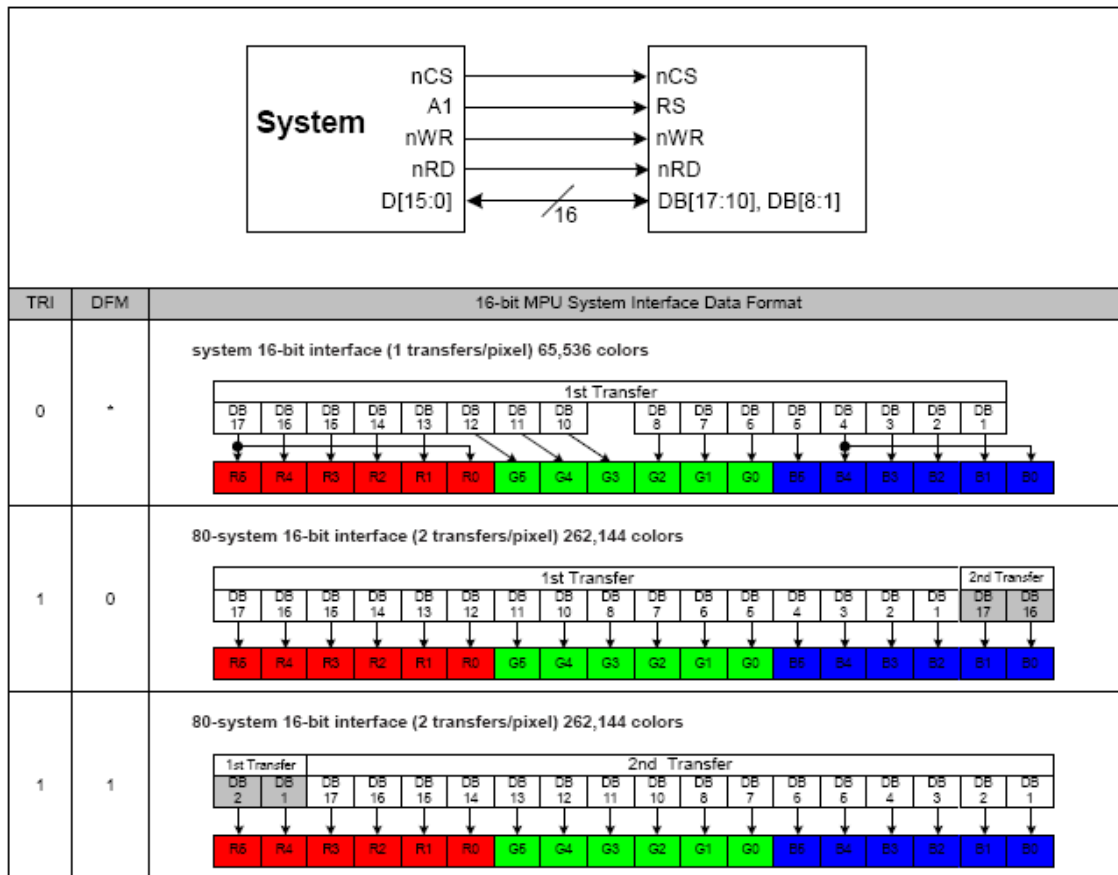 nCS nCS
A1 RS
System
nWR nWR
nRD nRD
D[15:0] 16 DB[17:10], DB[8:1]
TRI DFM 16-bit MPU System Interface Data Format
system 16-bit interface (1 transfers/pixel) 65,536 colors
0 *
1st Transfer
DB DB DB DB DB DB DB DB DB DB DB DB DB DB DB DB
17 16 15 14 13 12 11 10 8 7 6 5 4 3 2 1
R5 R4 R3 R2 R1 R0 G5 G4 G3 G2 G1 G0 B5 B4 B3 B2 B1 B0
80-system 16-bit interface (2 transfers/pixel) 262,144 colors
1 0
1st Transfer 2nd Transfer
DB DB DB DB DB DB DB DB DB DB DB DB DB DB DB DB DB DB
17 16 15 14 13 12 11 10 8 7 6 5 4 3 2 1 17 16
R5 R4 R3 R2 R1 R0 G5 G4 G3 G2 G1 G0 B5 B4 B3 B2 B1 B0
80-system 16-bit interface (2 transfers/pixel) 262,144 colors
1 1
1st Transfer 2nd Transfer
DB DB DB DB DB DB DB DB DB DB DB DB DB DB DB DB DB DB
2 1 17 16 15 14 13 12 11 10 8 7 6 5 4 3 2 1
R5 R4 R3 R2 R1 R0 G5 G4 G3 G2 G1 G0 B5 B4 B3 B2 B1 B0